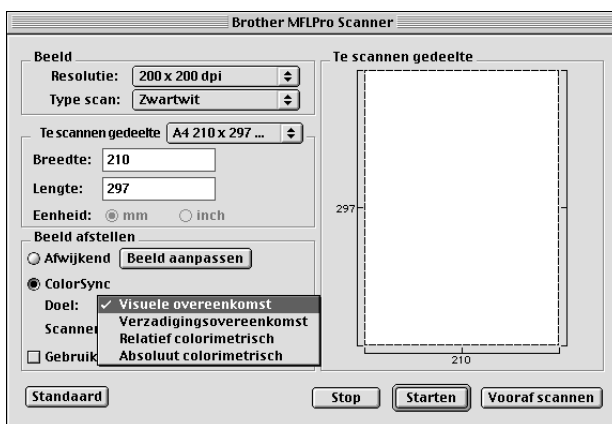 Brother MFLPro Scanner
Beeld
Resolutie: 200 x 200 dpi
Type scan: Zwartwit
Te scannen gedeelte A4 210 x 297 ...
Breedte: 210
Lengte: 297
Eenheid: mm inch
Beeld afstellen
Afwijkend Beeld aanpassen
ColorSync
Doel: ✓ Visuele overeenkomst
Verzadigingsovereenkomst
Scanner Relatief colorimetrisch
Gebruik Absoluut colorimetrisch
Te scannen gedeelte
297
210
Standaard Stop Starten Vooraf scannen